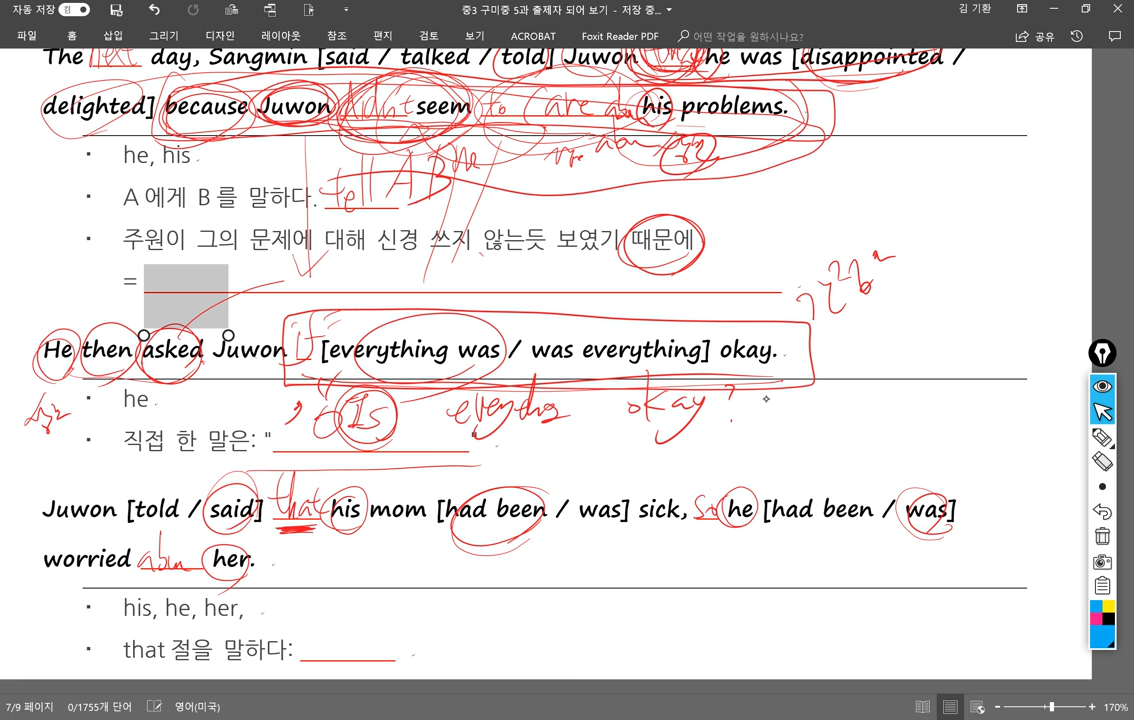 자동 저장 컴 중3 구미중 5과 출제자 되어 보기 - 저장 중... 김 기환
파일 홈 삽입 그리기 디자인 레이아웃 참조 편지 검토 보기 ACROBAT Foxit Reader PDF 어떤 작업을 원하시나요? 공유
The next day, Sangmin [said / talked / told] Juwon he was [disappointed /
delighted] because Juwon didn't seem to care about his problems.
he, his
A 에게 B 를 말하다. tell A B
주원이 그의 문제에 대해 신경 쓰지 않는듯 보였기 때문에
=
He then asked Juwon if [everything was / was everything] okay.
he
Is everything okay?
직접 한 말은: " "
Juwon [told / said] that his mom [had been / was] sick, so he [had been / was]
worried about her.
his, he, her,
that 절을 말하다:
7/9 페이지 0/1755개 단어 영어(미국) 170%